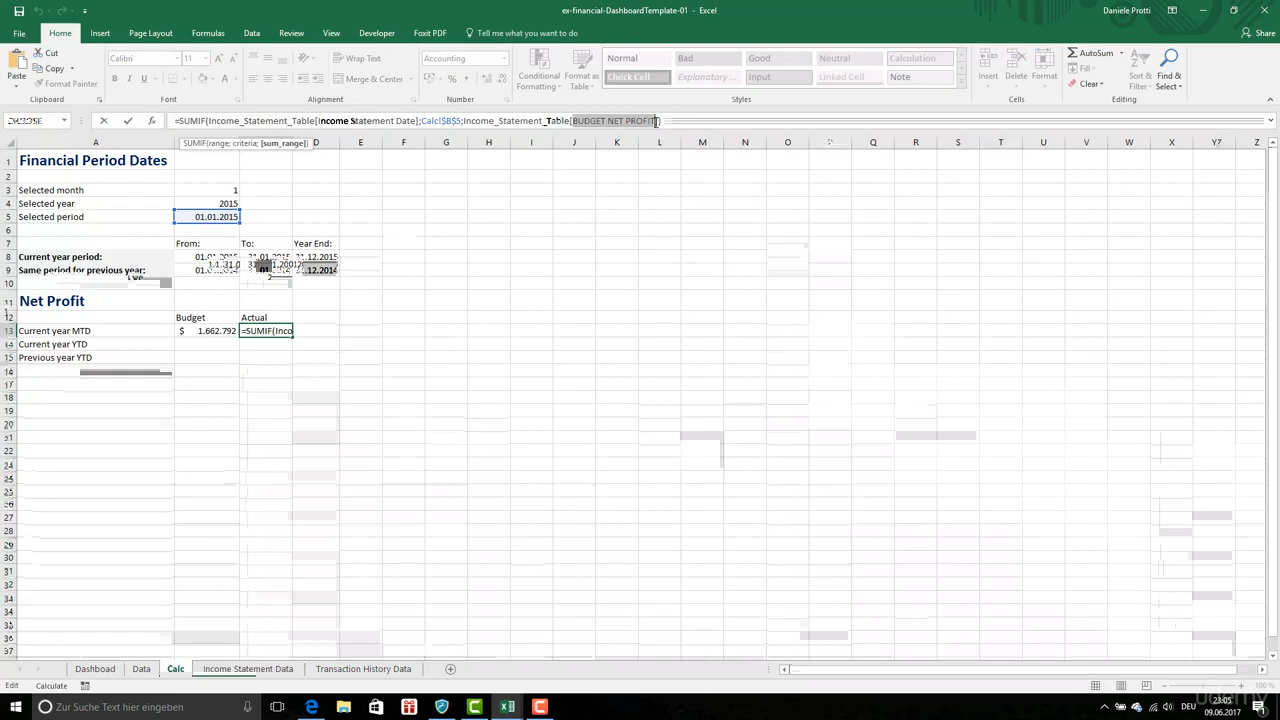 ex-financial-DashboardTemplate-01 - Excel
Daniele Protti
File Home Insert Page Layout Formulas Data Review View Developer Foxit PDF Tell me what you want to do
Share
Paste
Cut
Copy
Format Painter
Clipboard
Calibri 11
Font
Merge & Center
Alignment
Accounting
Number
Conditional Formatting
Format as Table
Normal Bad Good Neutral Calculation
Check Cell Explanatory ... Input Linked Cell Note
Styles
Insert Delete Format
Cells
AutoSum
Fill
Clear
Sort & Filter
Find & Select
Editing
=SUMIF(Income_Statement_Table[Income Statement Date];Calc!$B$5;Income_Statement_Table[BUDGET NET PROFIT])
SUMIF(range; criteria; [sum_range])
A D E F G H I J K L M N O P Q R S T U V W X Y Z
1 Financial Period Dates
2
3 Selected month 1
4 Selected year 2015
5 Selected period 01.01.2015
6
7 From: To: Year End:
8 Current year period: 01.01.2015 31.01.2015 31.12.2015
9 Same period for previous year: 31.12.2014
10
11 Net Profit
12 Budget Actual
13 Current year MTD $ 1.662.792 =SUMIF(Inco
14 Current year YTD
15 Previous year YTD
16
17
18
19
20
21
22
23
24
25
26
27
28
29
30
31
32
33
34
35
36
37
Dashboad Data Calc Income Statement Data Transaction History Data
Edit Calculate
100 %
Zur Suche Text hier eingeben
DEU
23:05
09.06.2017
Udemy